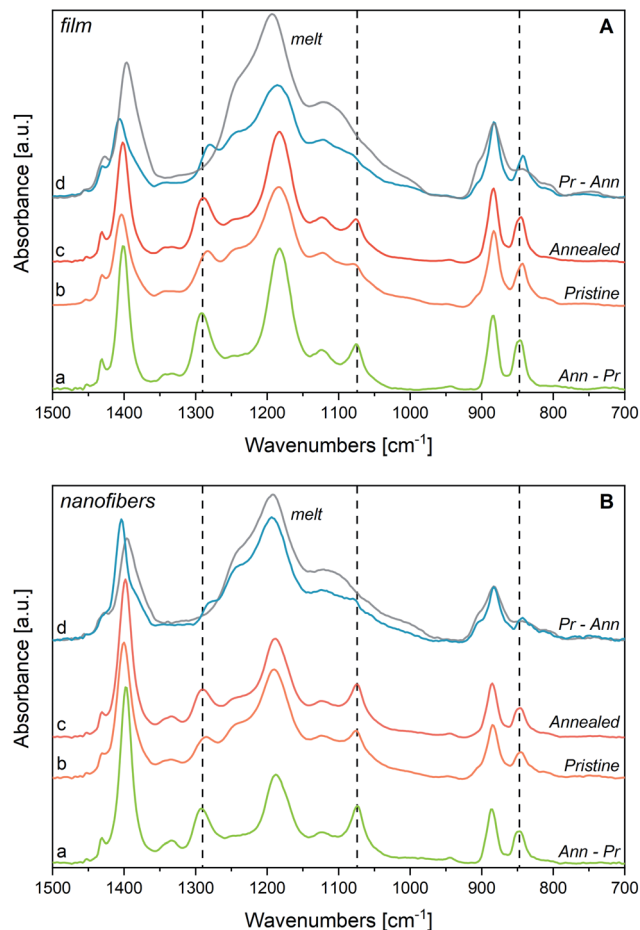 film
A
melt
d
Pr - Ann
c
Annealed
b
Pristine
a
Ann - Pr
Absorbance [a.u.]
1500 1400 1300 1200 1100 1000 900 800 700
Wavenumbers [cm⁻¹]
nanofibers
B
melt
d
Pr - Ann
c
Annealed
b
Pristine
a
Ann - Pr
Absorbance [a.u.]
1500 1400 1300 1200 1100 1000 900 800 700
Wavenumbers [cm⁻¹]